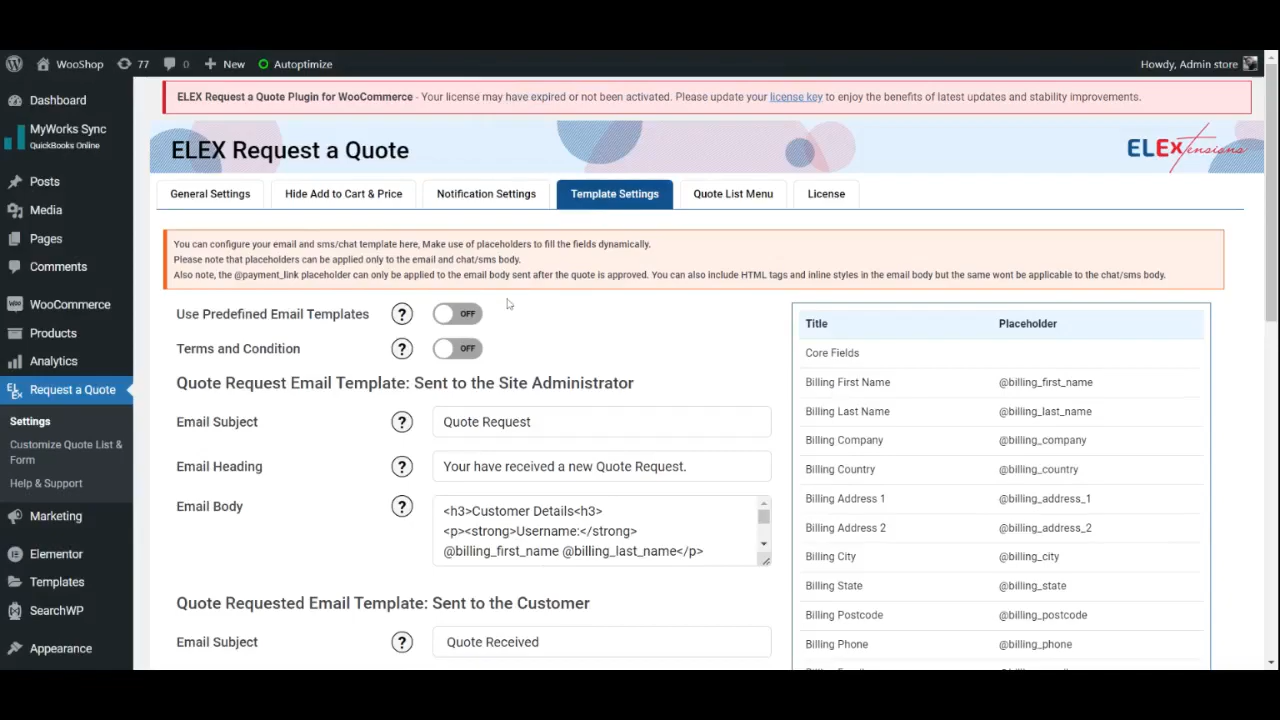 WooShop 77 0 New Autoptimize Howdy, Admin store
Dashboard
MyWorks Sync
QuickBooks Online
Posts
Media
Pages
Comments
WooCommerce
Products
Analytics
Request a Quote
Settings
Customize Quote List &
Form
Help & Support
Marketing
Elementor
Templates
SearchWP
Appearance
ELEX Request a Quote Plugin for WooCommerce - Your license may have expired or not been activated. Please update your license key to enjoy the benefits of latest updates and stability improvements.
ELEX Request a Quote
ELEXtensions
General Settings Hide Add to Cart & Price Notification Settings Template Settings Quote List Menu License
You can configure your email and sms/chat template here, Make use of placeholders to fill the fields dynamically.
Please note that placeholders can be applied only to the email and chat/sms body.
Also note, the @payment_link placeholder can only be applied to the email body sent after the quote is approved. You can also include HTML tags and inline styles in the email body but the same wont be applicable to the chat/sms body.
Use Predefined Email Templates ? OFF
Terms and Condition ? OFF
Quote Request Email Template: Sent to the Site Administrator
Email Subject ? Quote Request
Email Heading ? Your have received a new Quote Request.
Email Body ? <h3>Customer Details<h3>
<p><strong>Username:</strong>
@billing_first_name @billing_last_name</p>
Quote Requested Email Template: Sent to the Customer
Email Subject ? Quote Received
Title Placeholder
Core Fields
Billing First Name @billing_first_name
Billing Last Name @billing_last_name
Billing Company @billing_company
Billing Country @billing_country
Billing Address 1 @billing_address_1
Billing Address 2 @billing_address_2
Billing City @billing_city
Billing State @billing_state
Billing Postcode @billing_postcode
Billing Phone @billing_phone